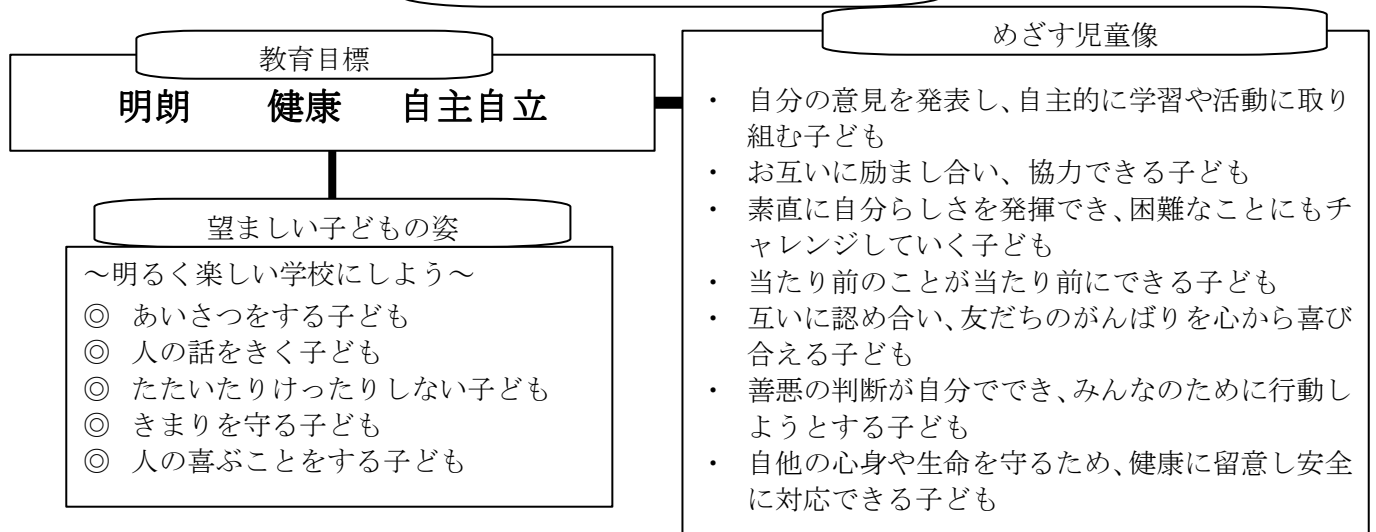 教育目標
明朗 健康 自主自立
望ましい子どもの姿
～明るく楽しい学校にしよう～
◎ あいさつをする子ども
◎ 人の話をきく子ども
◎ たたいたりけったりしない子ども
◎ きまりを守る子ども
◎ 人の喜ぶことをする子ども
めざす児童像
・ 自分の意見を発表し、自主的に学習や活動に取り
組む子ども
・ お互いに励まし合い、協力できる子ども
・ 素直に自分らしさを発揮でき、困難なことにもチ
ャレンジしていく子ども
・ 当たり前のことが当たり前にできる子ども
・ 互いに認め合い、友だちのがんばりを心から喜び
合える子ども
・ 善悪の判断が自分ででき、みんなのために行動し
ようとする子ども
・ 自他の心身や生命を守るため、健康に留意し安全
に対応できる子ども